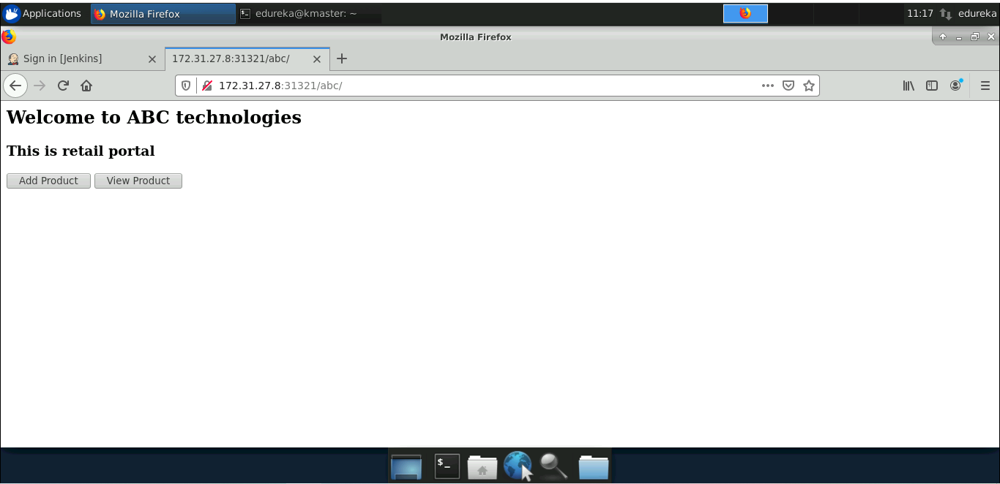 Applications Mozilla Firefox edureka@kmaster: ~ 11:17 edureka
Mozilla Firefox
Sign in [Jenkins] 172.31.27.8:31321/abc/
172.31.27.8:31321/abc/
Welcome to ABC technologies
This is retail portal
Add Product View Product
$_